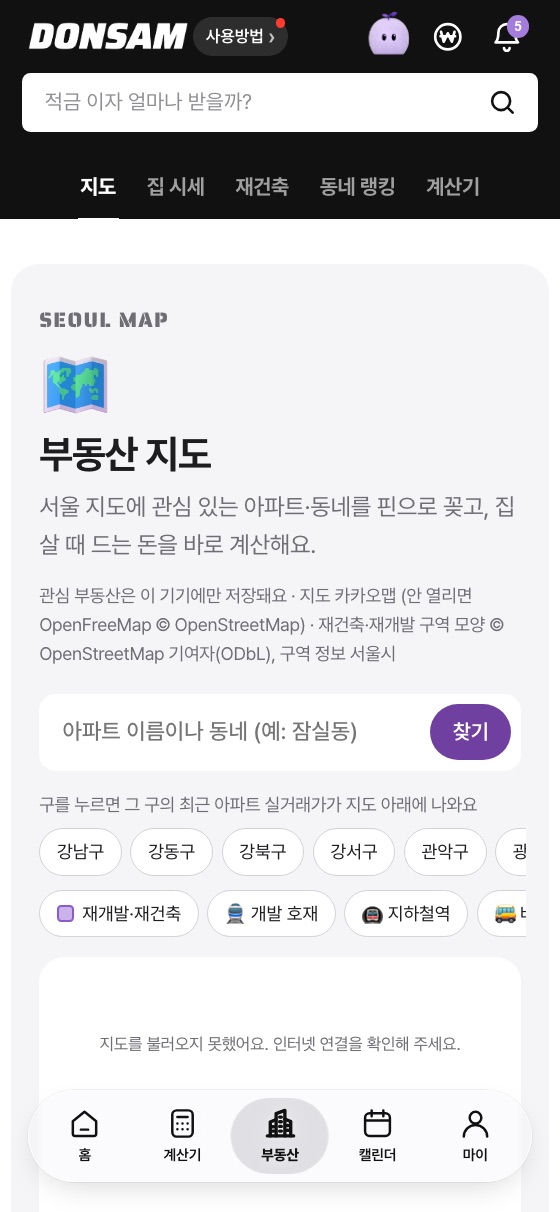 DONSAM
사용방법 ›
5
적금 이자 얼마나 받을까?
지도 집 시세 재건축 동네 랭킹 계산기
SEOUL MAP
부동산 지도
서울 지도에 관심 있는 아파트·동네를 핀으로 꽂고, 집
살 때 드는 돈을 바로 계산해요.
관심 부동산은 이 기기에만 저장돼요 · 지도 카카오맵 (안 열리면
OpenFreeMap © OpenStreetMap) · 재건축·재개발 구역 모양 ©
OpenStreetMap 기여자(ODbL), 구역 정보 서울시
아파트 이름이나 동네 (예: 잠실동) 찾기
구를 누르면 그 구의 최근 아파트 실거래가가 지도 아래에 나와요
강남구 강동구 강북구 강서구 관악구
재개발·재건축 개발 호재 지하철역
지도를 불러오지 못했어요. 인터넷 연결을 확인해 주세요.
홈 계산기 부동산 캘린더 마이